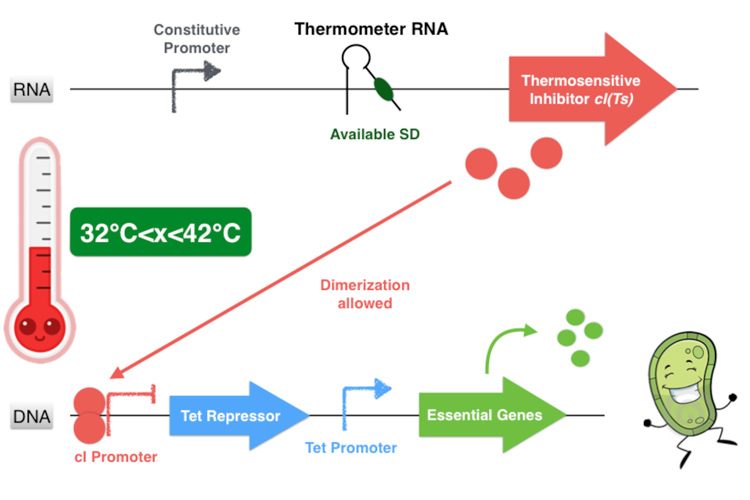 Constitutive
Promoter
Thermometer RNA
RNA
Thermosensitive
Inhibitor cI(Ts)
Available SD
32°C<x<42°C
Dimerization
allowed
DNA
Tet Repressor
Essential Genes
Tet Promoter
cI Promoter